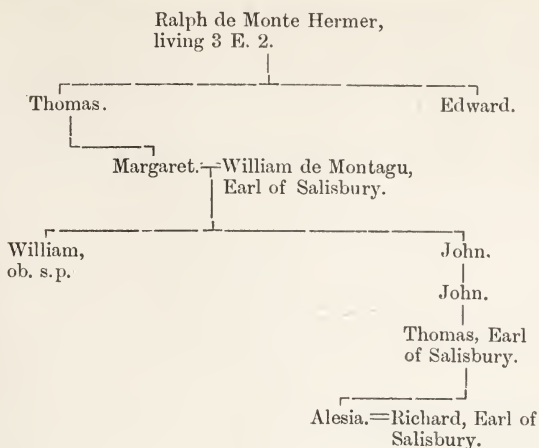 Ralph de Monte Hermer,
living 3 E. 2.
Thomas.
Edward.
Margaret.=William de Montagu,
Earl of Salisbury.
William,
ob. s.p.
John.
John.
Thomas, Earl
of Salisbury.
Alesia.=Richard, Earl of
Salisbury.